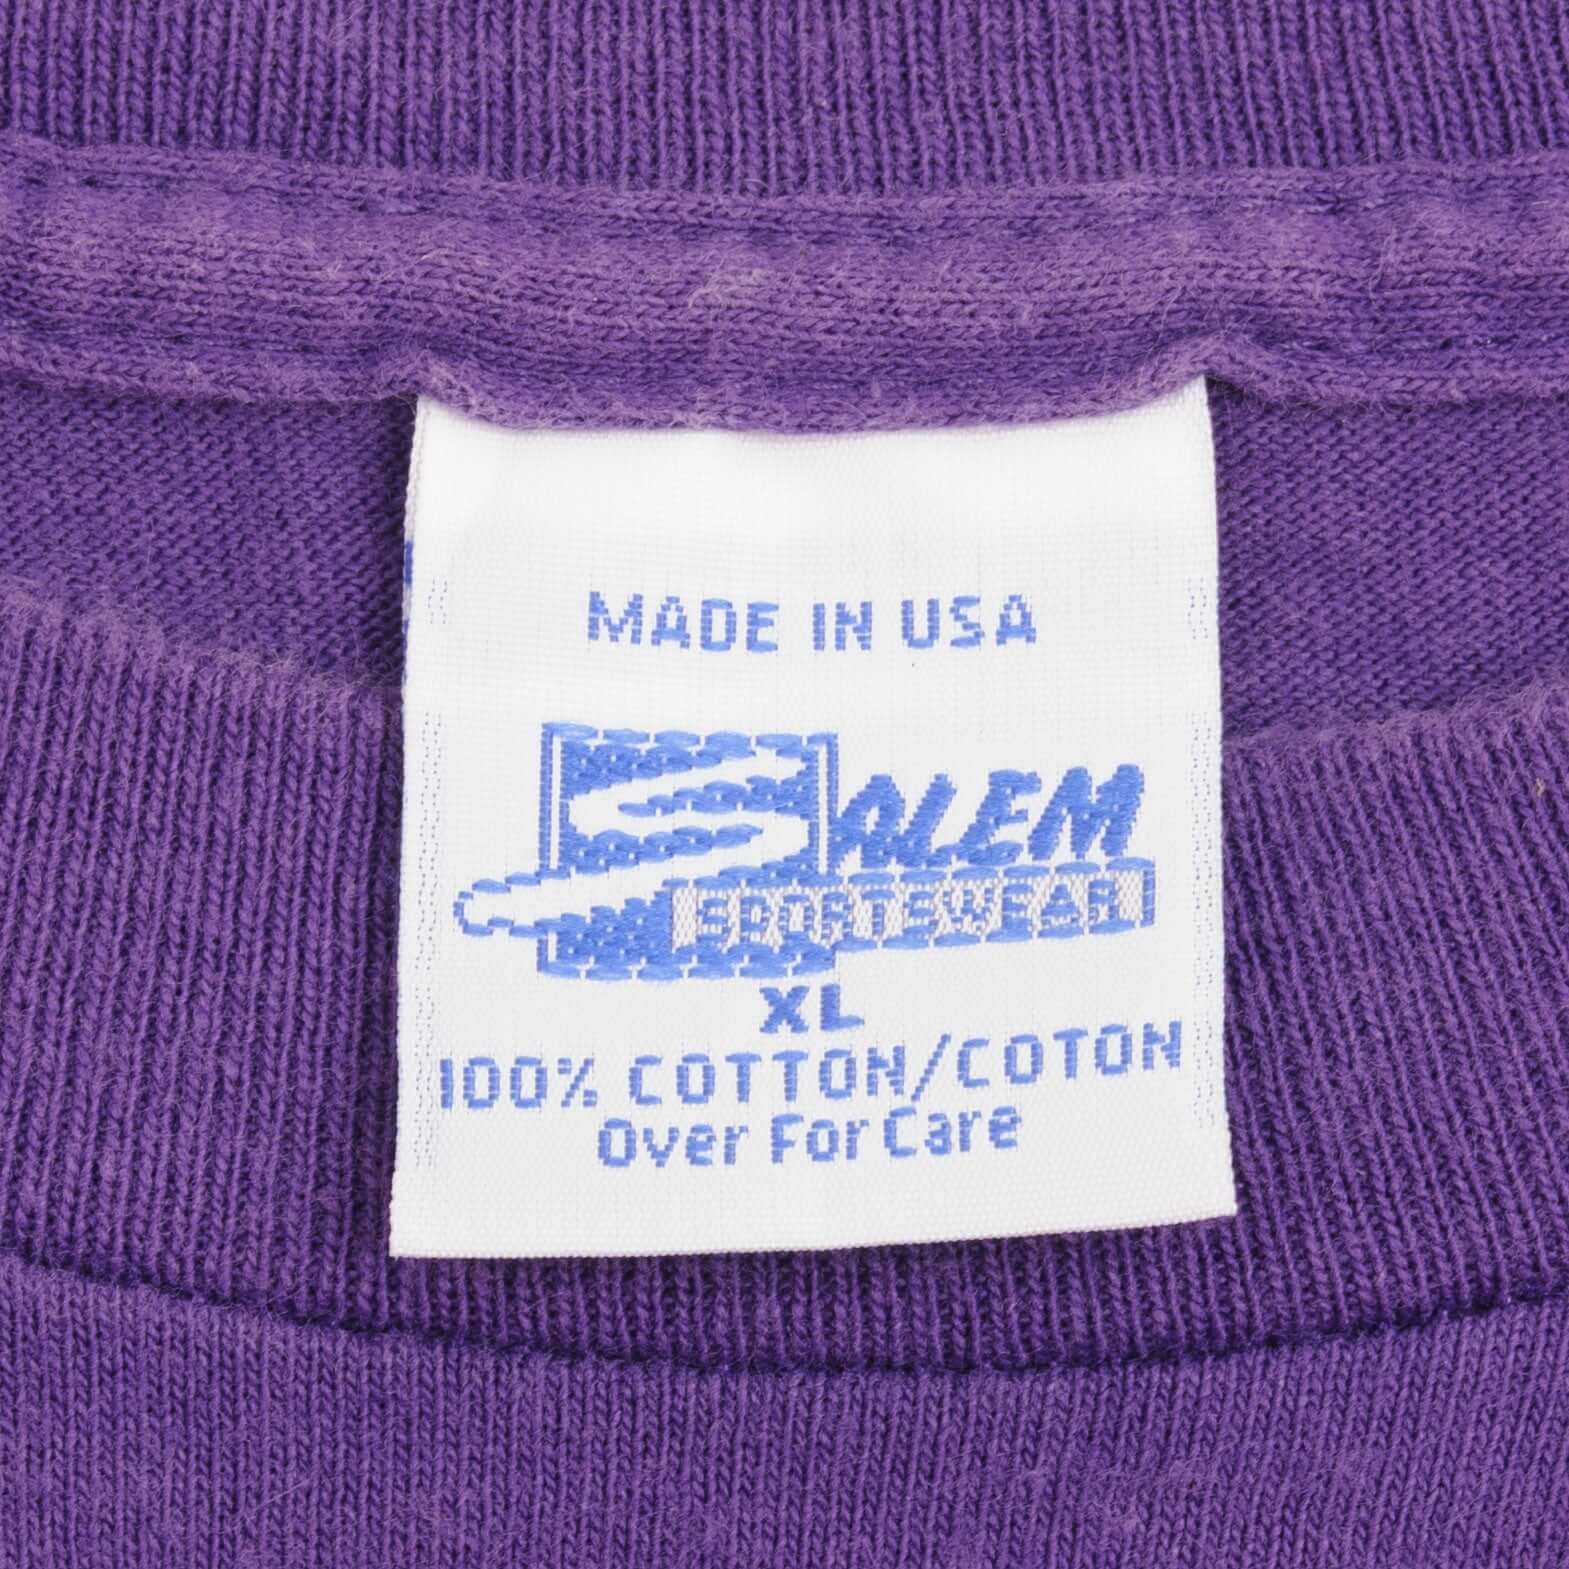 MADE IN USA
SALEM
SPORTSWEAR
XL
100% COTTON/COTON
Over For Care